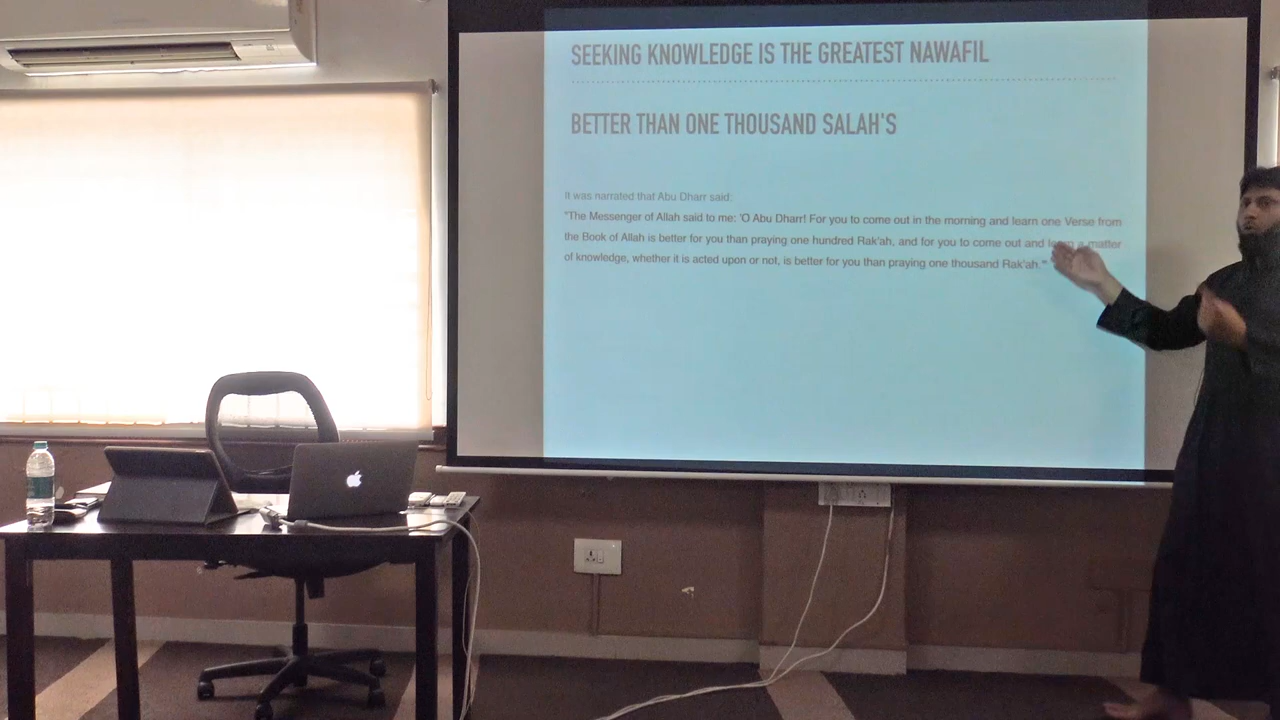 SEEKING KNOWLEDGE IS THE GREATEST NAWAFIL
BETTER THAN ONE THOUSAND SALAH'S
It was narrated that Abu Dharr said:
"The Messenger of Allah said to me: 'O Abu Dharr! For you to come out in the morning and learn one Verse from
the Book of Allah is better for you than praying one hundred Rak'ah, and for you to come out and learn a matter
of knowledge, whether it is acted upon or not, is better for you than praying one thousand Rak'ah.'"